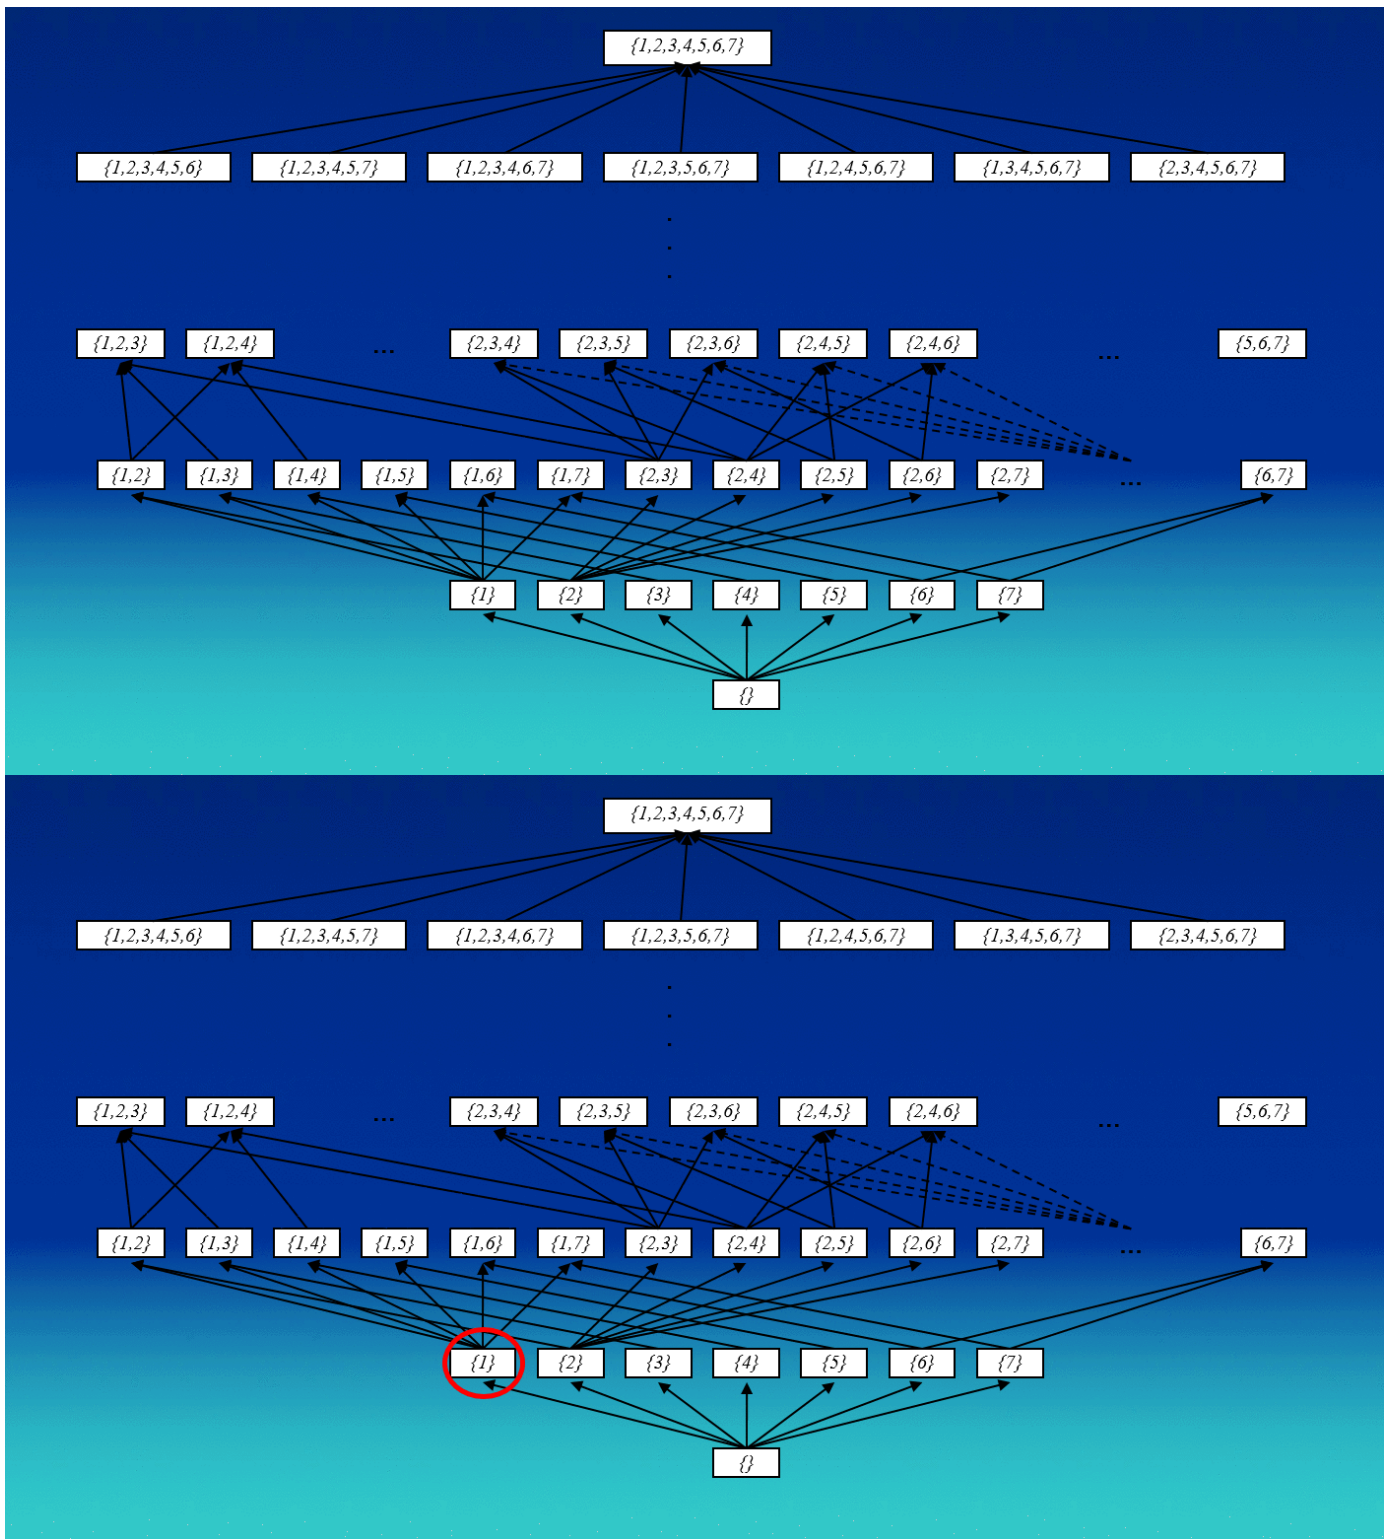 {1,2,3,4,5,6,7}
{1,2,3,4,5,6} {1,2,3,4,5,7} {1,2,3,4,6,7} {1,2,3,5,6,7} {1,2,4,5,6,7} {1,3,4,5,6,7} {2,3,4,5,6,7}
.
.
.
{1,2,3} {1,2,4} ... {2,3,4} {2,3,5} {2,3,6} {2,4,5} {2,4,6} ... {5,6,7}
{1,2} {1,3} {1,4} {1,5} {1,6} {1,7} {2,3} {2,4} {2,5} {2,6} {2,7} ... {6,7}
{1} {2} {3} {4} {5} {6} {7}
{}
{1,2,3,4,5,6,7}
{1,2,3,4,5,6} {1,2,3,4,5,7} {1,2,3,4,6,7} {1,2,3,5,6,7} {1,2,4,5,6,7} {1,3,4,5,6,7} {2,3,4,5,6,7}
.
.
.
{1,2,3} {1,2,4} ... {2,3,4} {2,3,5} {2,3,6} {2,4,5} {2,4,6} ... {5,6,7}
{1,2} {1,3} {1,4} {1,5} {1,6} {1,7} {2,3} {2,4} {2,5} {2,6} {2,7} ... {6,7}
{1} {2} {3} {4} {5} {6} {7}
{}